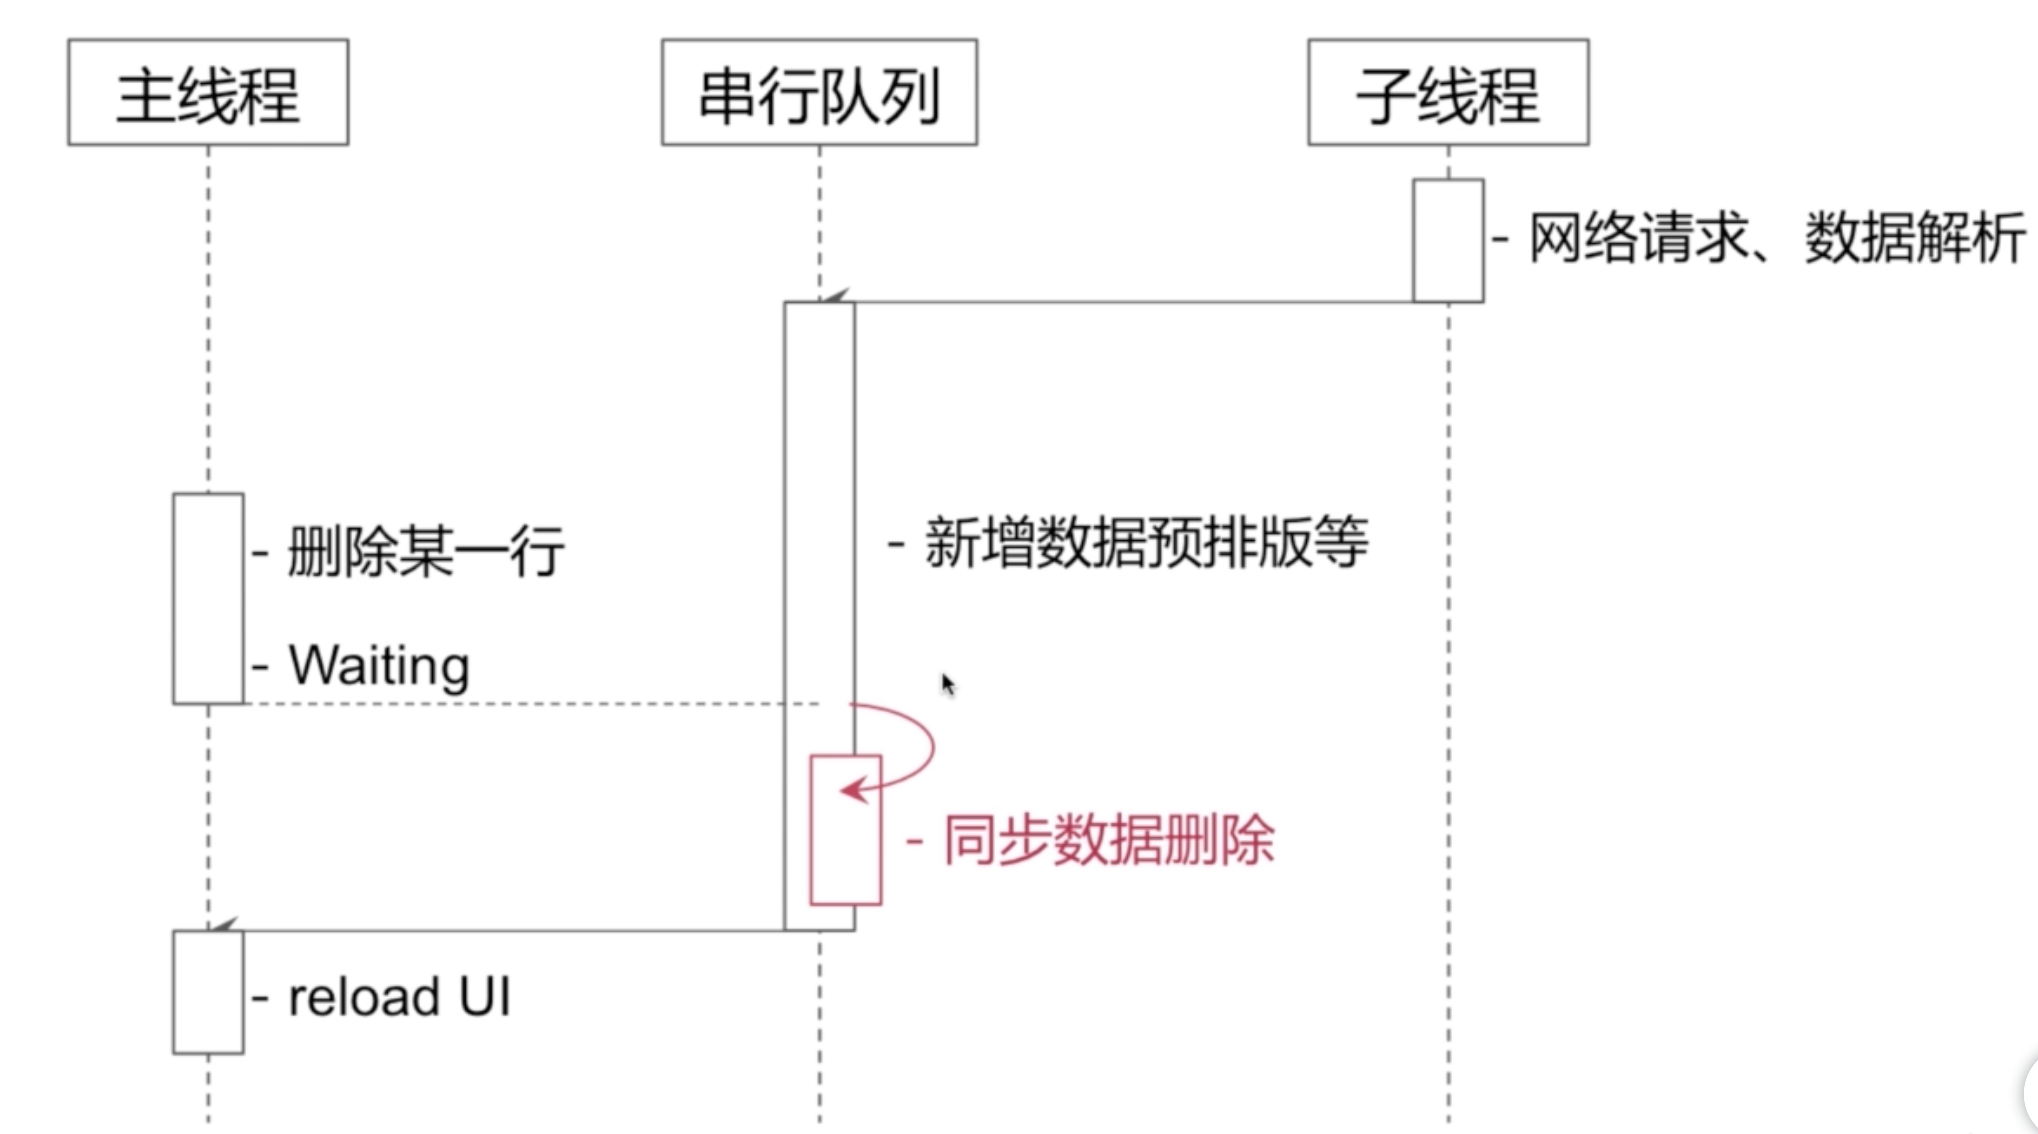 主线程
串行队列
子线程
- 网络请求、数据解析
- 删除某一行
- 新增数据预排版等
- Waiting
- 同步数据删除
- reload UI